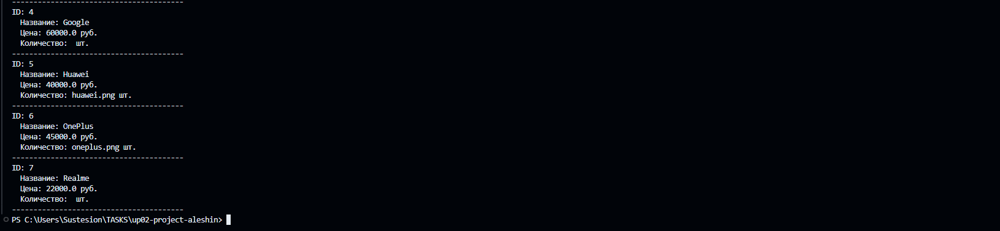 ----------------------------------------
ID: 4
  Название: Google
  Цена: 60000.0 руб.
  Количество:  шт.
----------------------------------------
ID: 5
  Название: Huawei
  Цена: 40000.0 руб.
  Количество: huawei.png шт.
----------------------------------------
ID: 6
  Название: OnePlus
  Цена: 45000.0 руб.
  Количество: oneplus.png шт.
----------------------------------------
ID: 7
  Название: Realme
  Цена: 22000.0 руб.
  Количество:  шт.
----------------------------------------
PS C:\Users\Sustesion\TASKS\up02-project-aleshin>